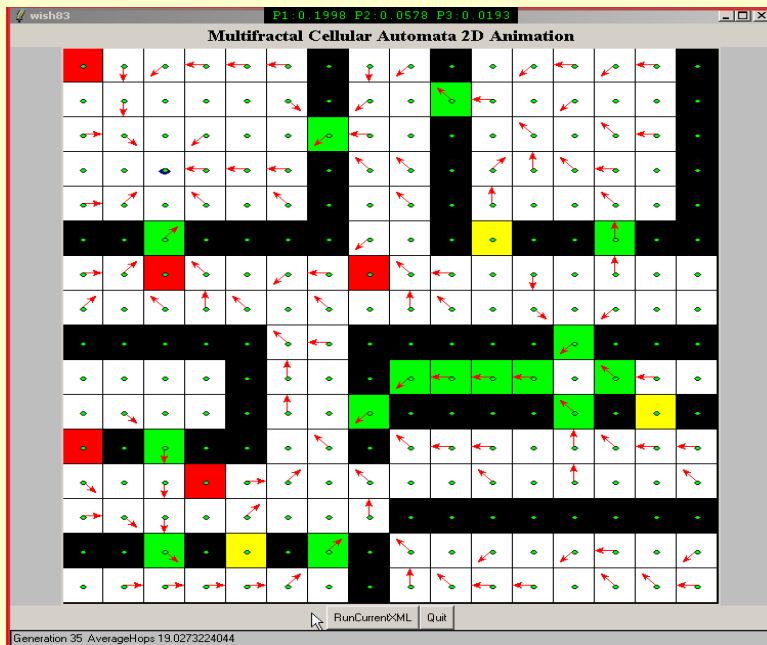 wish83
P1:0.1998 P2:0.0578 P3:0.0193
Multifractal Cellular Automata 2D Animation
RunCurrentXML
Quit
Generation 35 AverageHops 19.0273224044